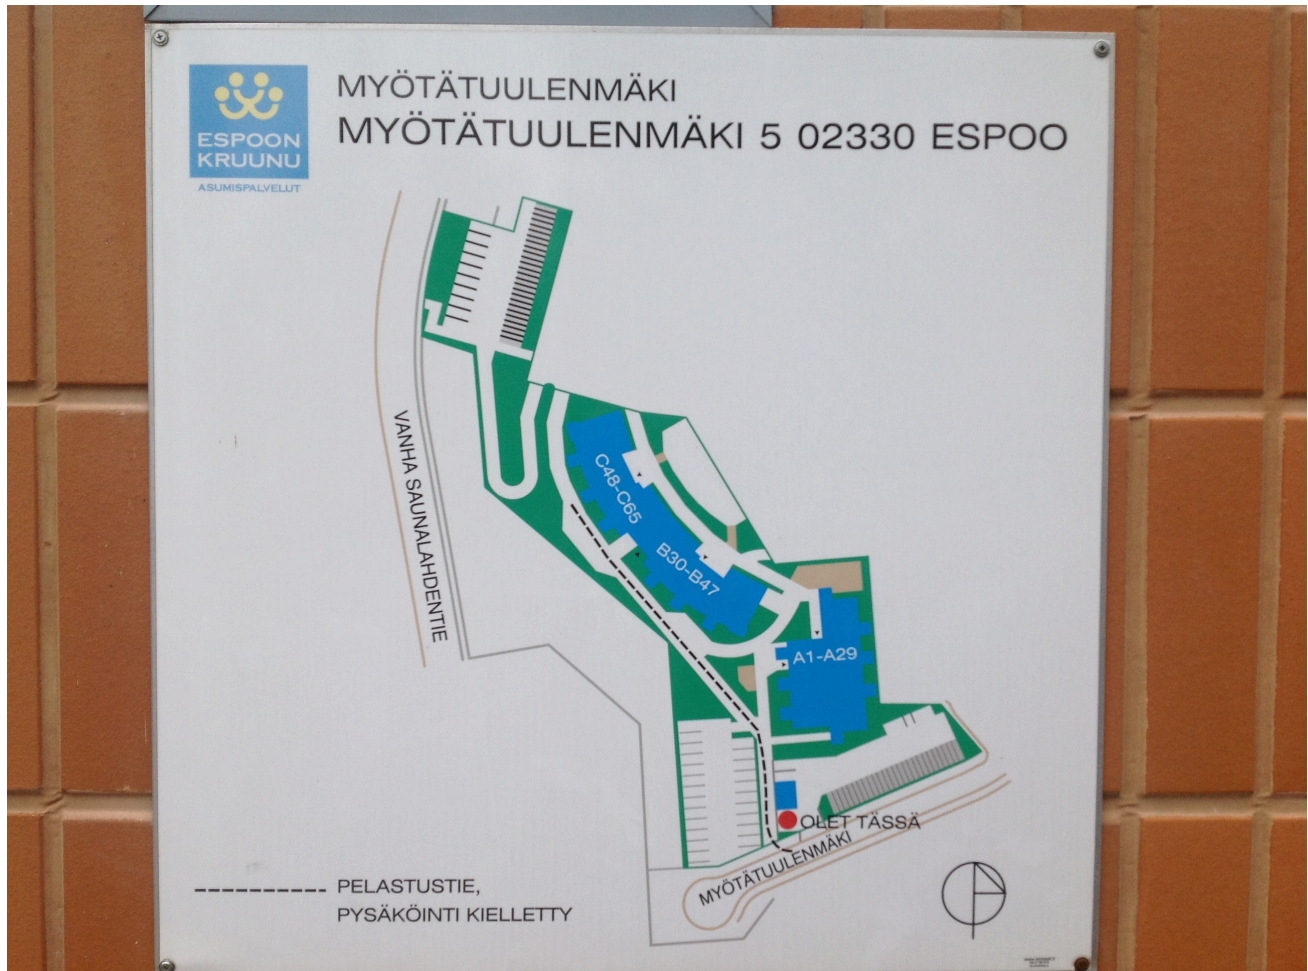 MYÖTÄTUULENMÄKI
MYÖTÄTUULENMÄKI 5 02330 ESPOO
ESPOON
KRUUNU
ASUMISPALVELUT
VANHA SAUNALAHDENTIE
C48-C65
B30-B47
A1-A29
OLET TÄSSÄ
MYÖTÄTUULENMÄKI
PELASTUSTIE,
PYSÄKÖINTI KIELLETTY